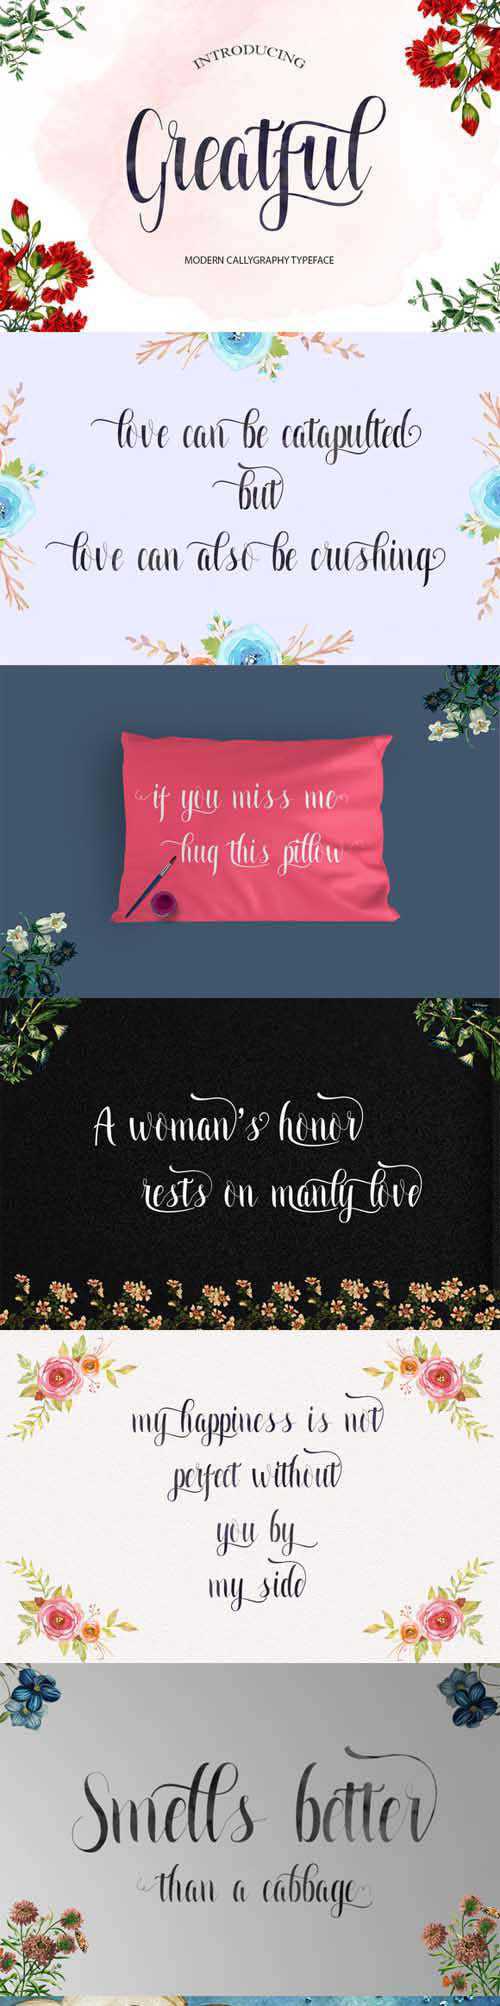 INTRODUCING
Greatful
MODERN CALLYGRAPHY TYPEFACE
love can be catapulted
but
love can also be crushing
if you miss me
hug this pillow
A woman's honor
rests on manly love
my happiness is not
perfect without
you by
my side
Smells better
than a cabbage